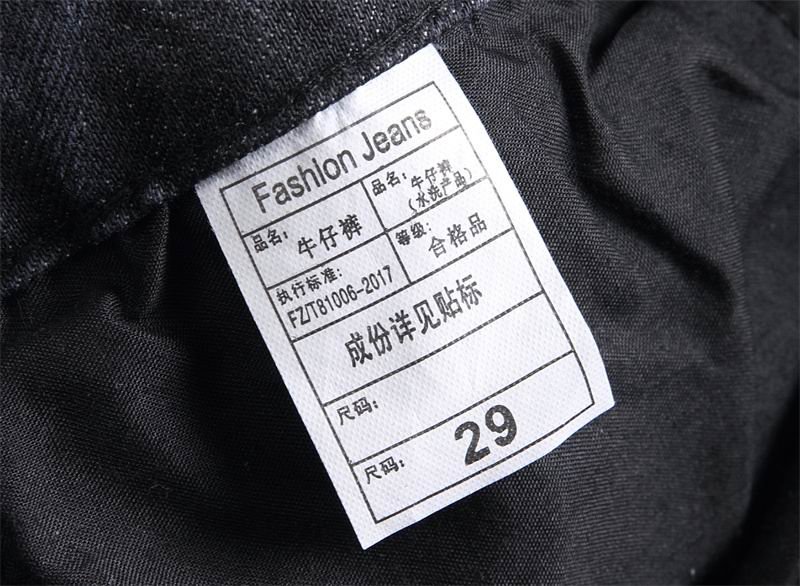 Fashion Jeans
品名: 牛仔裤
品名: 牛仔裤
(水洗产品)
执行标准:
FZ/T81006-2017
等级: 合格品
成份详见贴标
尺码:
尺码: 29